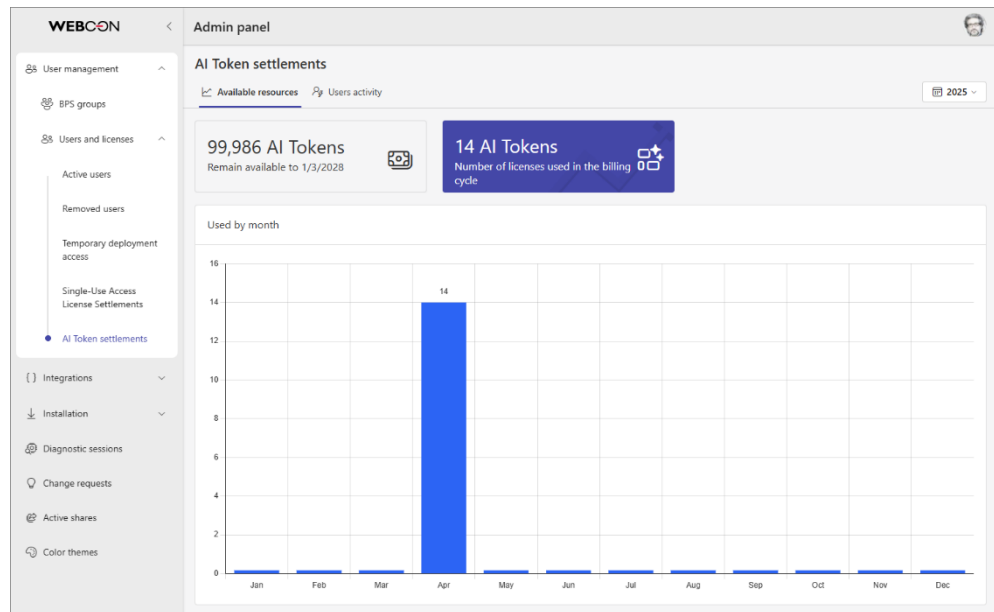 WEBCON
Admin panel
User management
BPS groups
Users and licenses
Active users
Removed users
Temporary deployment
access
Single-Use Access
License Settlements
AI Token settlements
{ } Integrations
Installation
Diagnostic sessions
Change requests
Active shares
Color themes
AI Token settlements
Available resources
Users activity
2025
99,986 AI Tokens
Remain available to 1/3/2028
14 AI Tokens
Number of licenses used in the billing
cycle
Used by month
16
14
14
12
10
8
6
4
2
0
Jan Feb Mar Apr May Jun Jul Aug Sep Oct Nov Dec